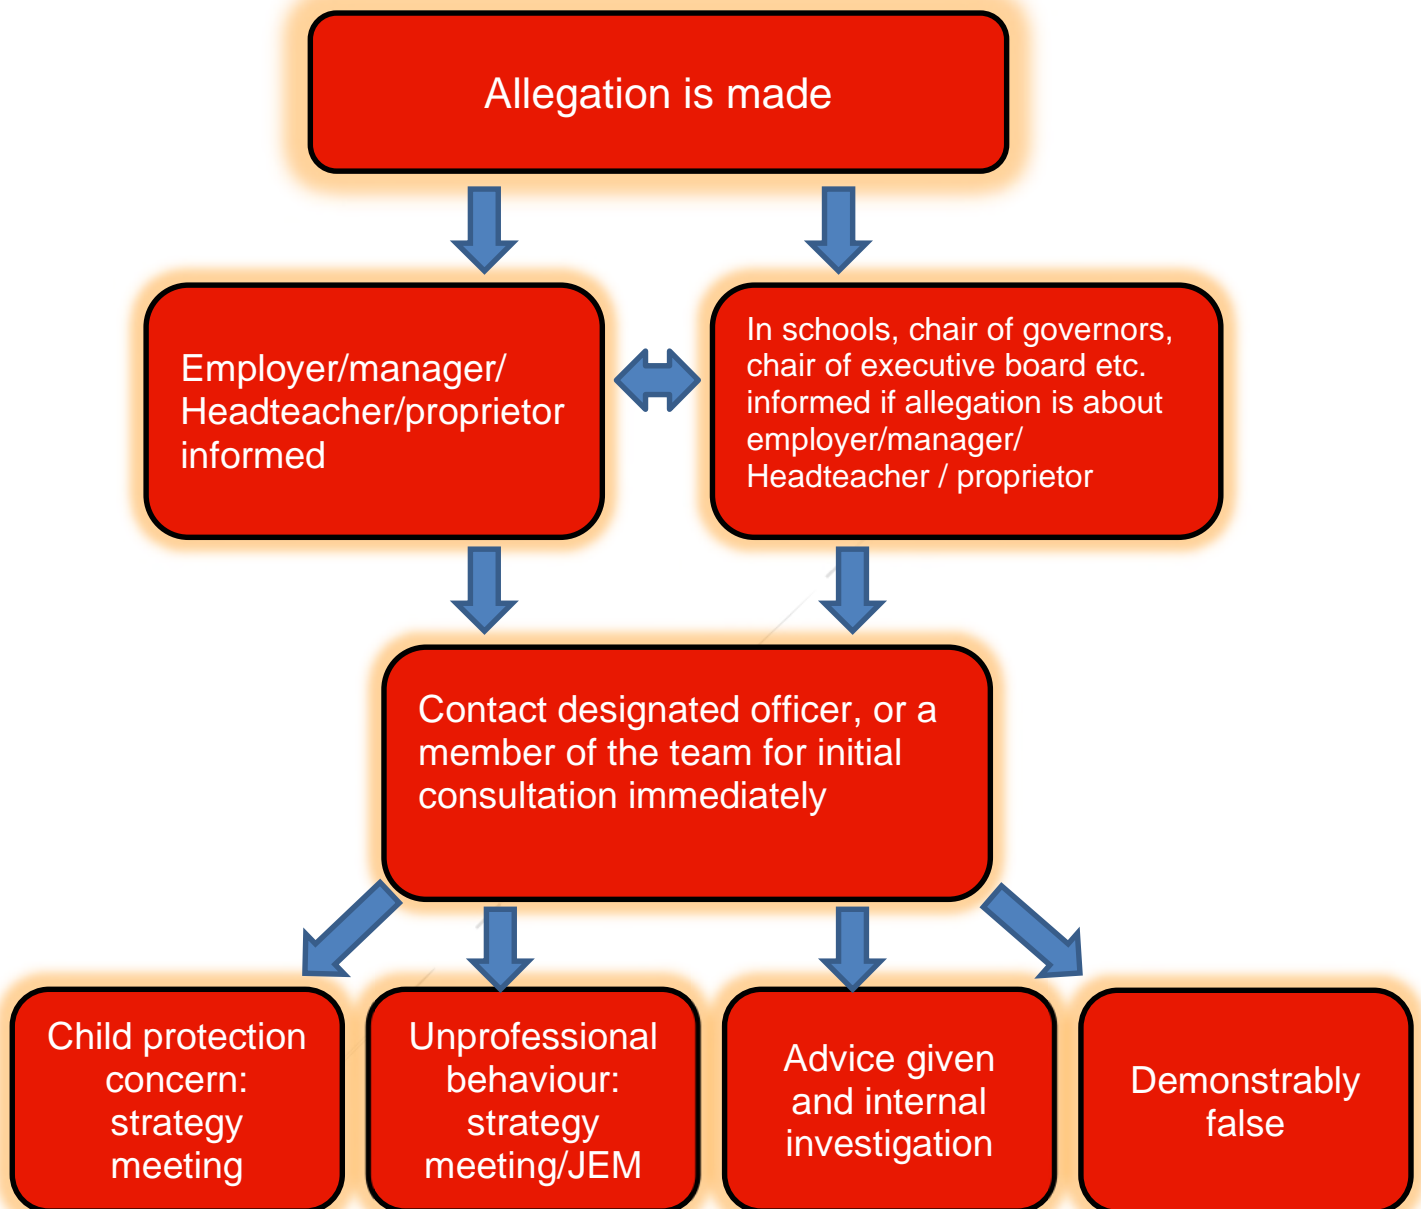 Allegation is made
Employer/manager/
Headteacher/proprietor
informed
In schools, chair of governors,
chair of executive board etc.
informed if allegation is about
employer/manager/
Headteacher / proprietor
Contact designated officer, or a
member of the team for initial
consultation immediately
Child protection
concern:
strategy
meeting
Unprofessional
behaviour:
strategy
meeting/JEM
Advice given
and internal
investigation
Demonstrably
false